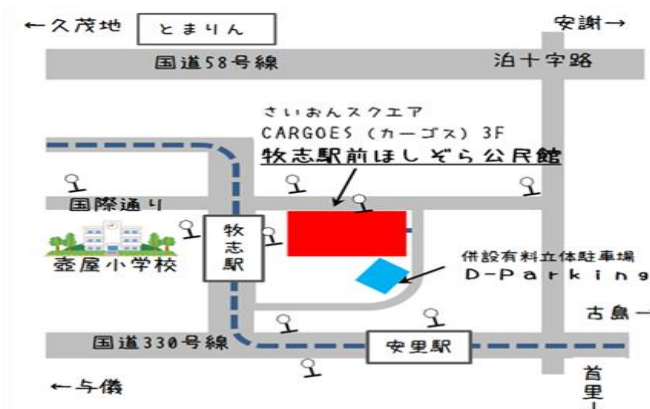 ←久茂地
とまりん
安謝→
国道58号線
泊十字路
さいおんスクエア
CARGOES (カーゴス) 3F
牧志駅前ほしぞら公民館
国際通り
牧志駅
壺屋小学校
併設有料立体駐車場
D-Parking
古島→
国道330号線
安里駅
←与儀
首里→